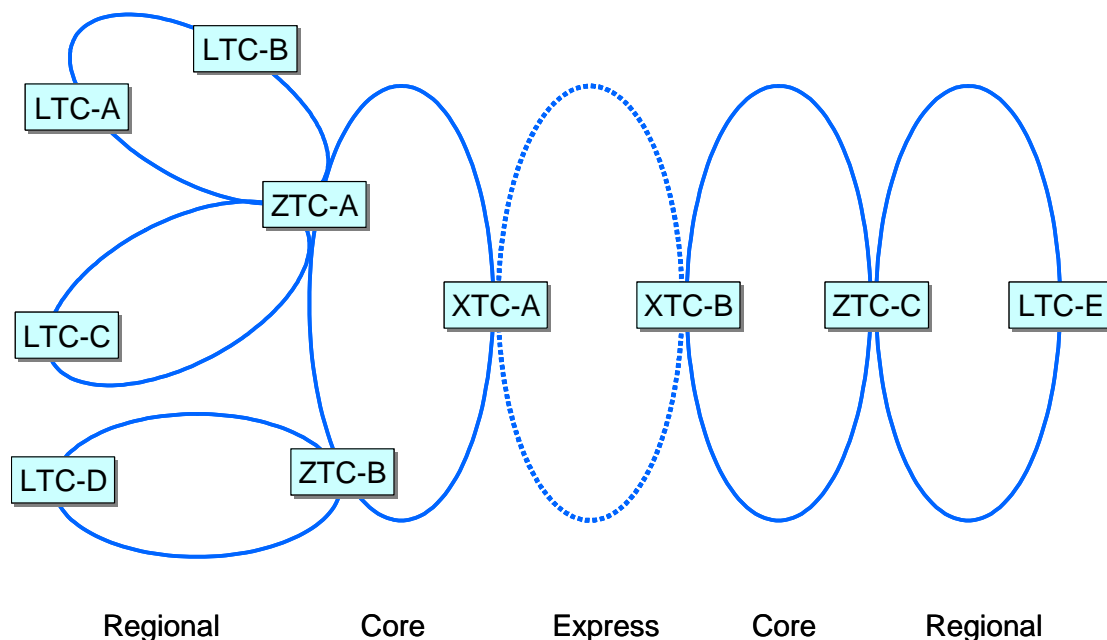 LTC-B
LTC-A
ZTC-A
XTC-A
XTC-B
ZTC-C
LTC-E
LTC-C
LTC-D
ZTC-B
Regional Core Express Core Regional